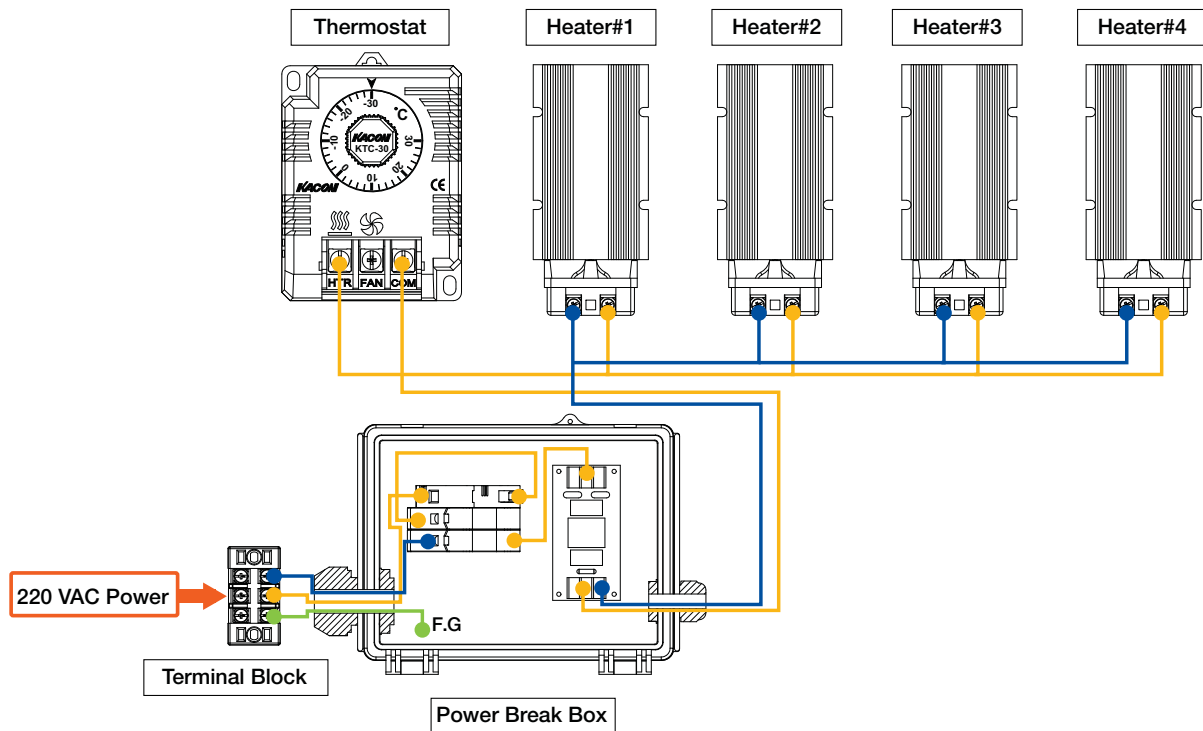 Thermostat
Heater#1
Heater#2
Heater#3
Heater#4
-30
-20
°C
-10
KACON
KTC-30
30
0
20
10
KACON
CE
HTR FAN COM
220 VAC Power
F.G
Terminal Block
Power Break Box